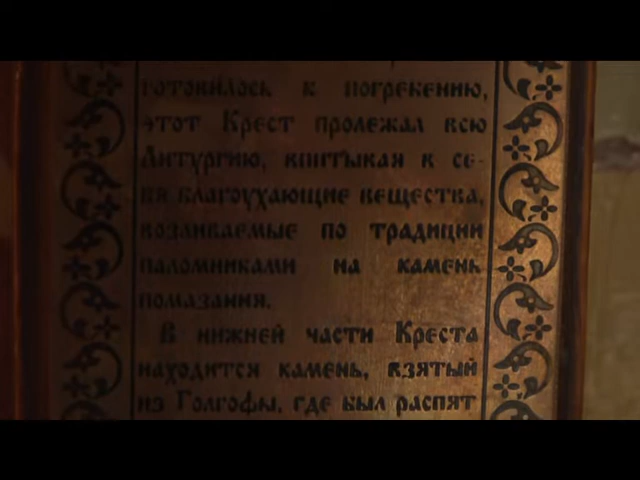 готовилось к погребению,
этот Крест пролежал всю
Литургию, впитывая в се-
бя благоухающие вещества,
возливаемые по традиции
паломниками на камень
помазания.
В нижней части Креста
находится камень, взятый
из Голгофы, где был распят